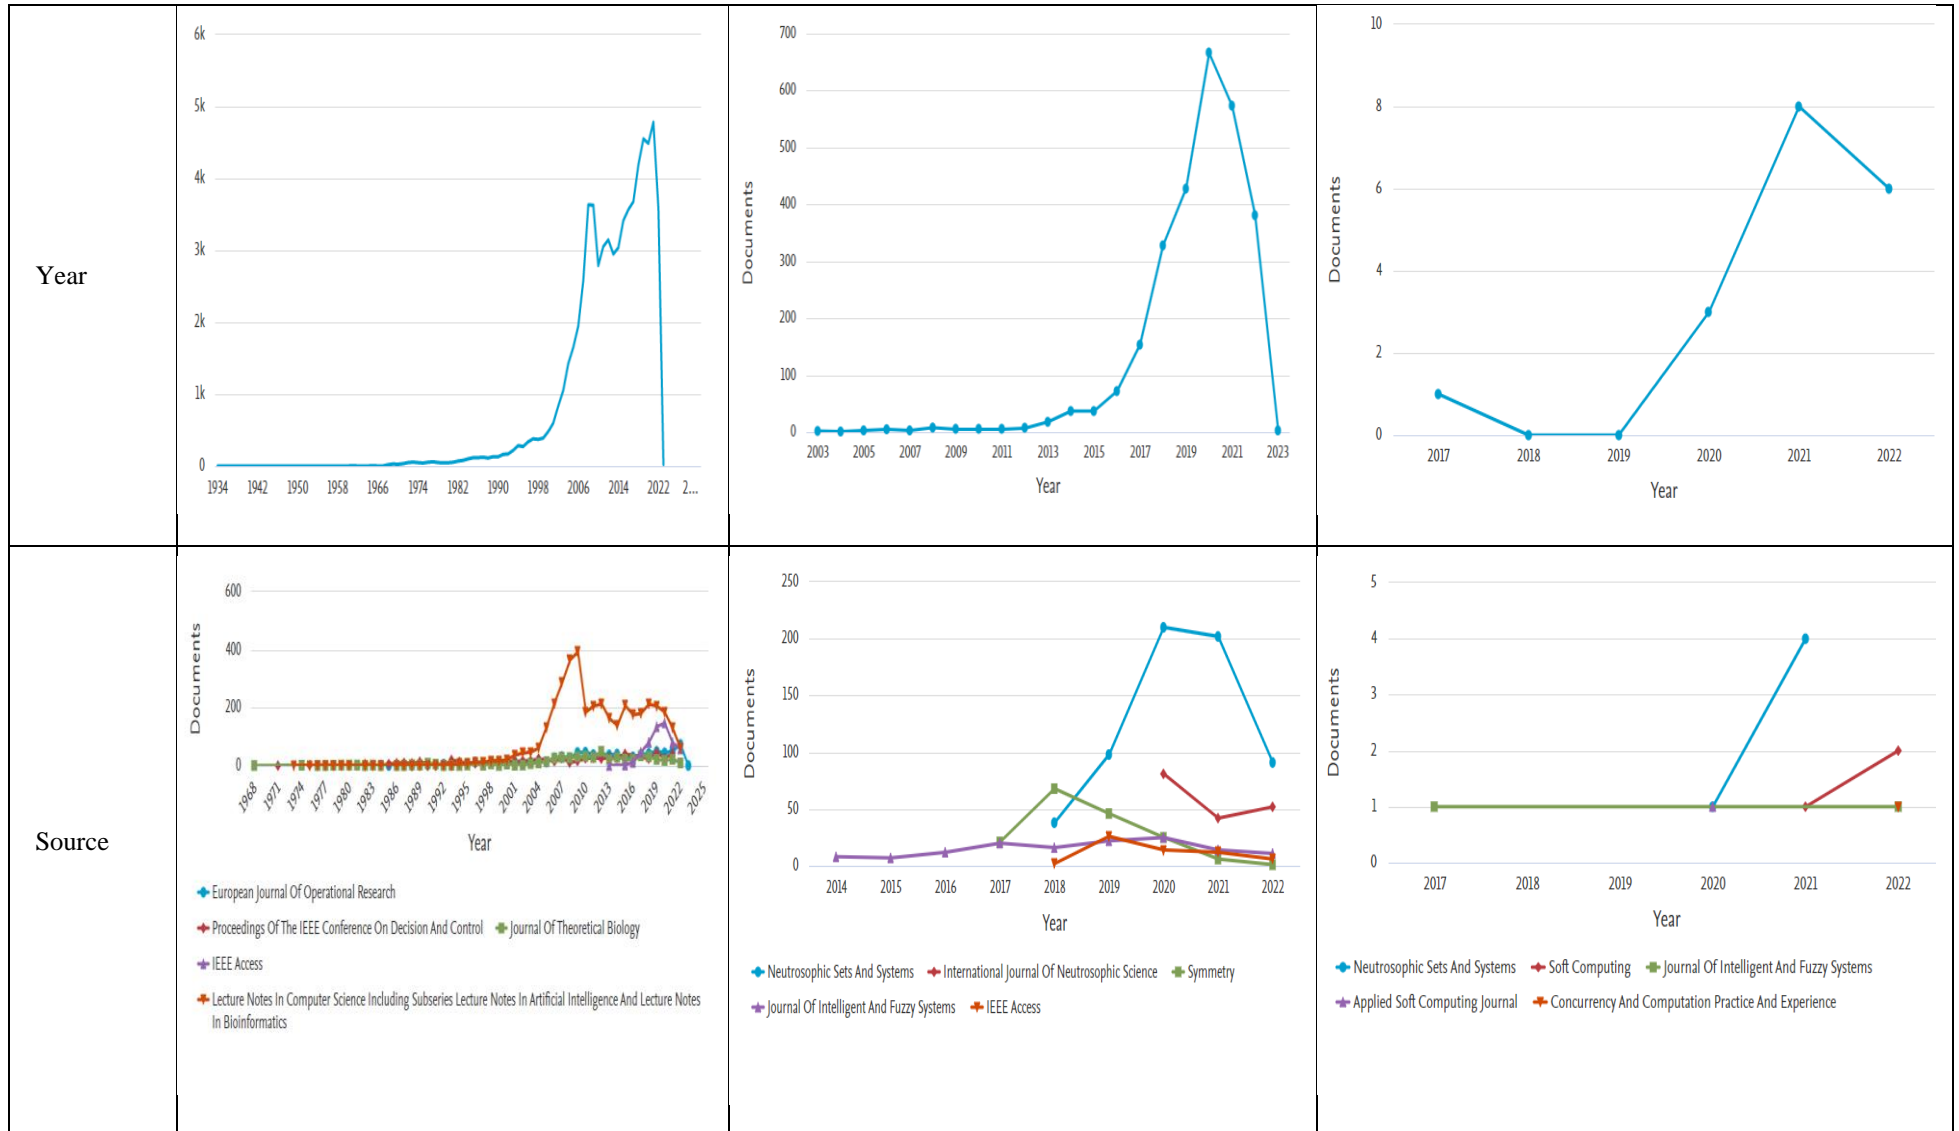 Year
6k
5k
4k
3k
2k
1k
0
1934 1942 1950 1958 1966 1974 1982 1990 1998 2006 2014 2022 2...
700
600
500
400
300
200
100
0
Documents
2003 2005 2007 2009 2011 2013 2015 2017 2019 2021 2023
Year
10
8
6
4
2
0
Documents
2017 2018 2019 2020 2021 2022
Year
Source
600
400
200
0
Documents
1968 1971 1974 1977 1980 1983 1986 1989 1992 1995 1998 2001 2004 2007 2010 2013 2016 2019 2022 2025
Year
European Journal Of Operational Research
Proceedings Of The IEEE Conference On Decision And Control Journal Of Theoretical Biology
IEEE Access
Lecture Notes In Computer Science Including Subseries Lecture Notes In Artificial Intelligence And Lecture Notes
In Bioinformatics
250
200
150
100
50
0
Documents
2014 2015 2016 2017 2018 2019 2020 2021 2022
Year
Neutrosophic Sets And Systems International Journal Of Neutrosophic Science Symmetry
Journal Of Intelligent And Fuzzy Systems IEEE Access
5
4
3
2
1
0
Documents
2017 2018 2019 2020 2021 2022
Year
Neutrosophic Sets And Systems Soft Computing Journal Of Intelligent And Fuzzy Systems
Applied Soft Computing Journal Concurrency And Computation Practice And Experience